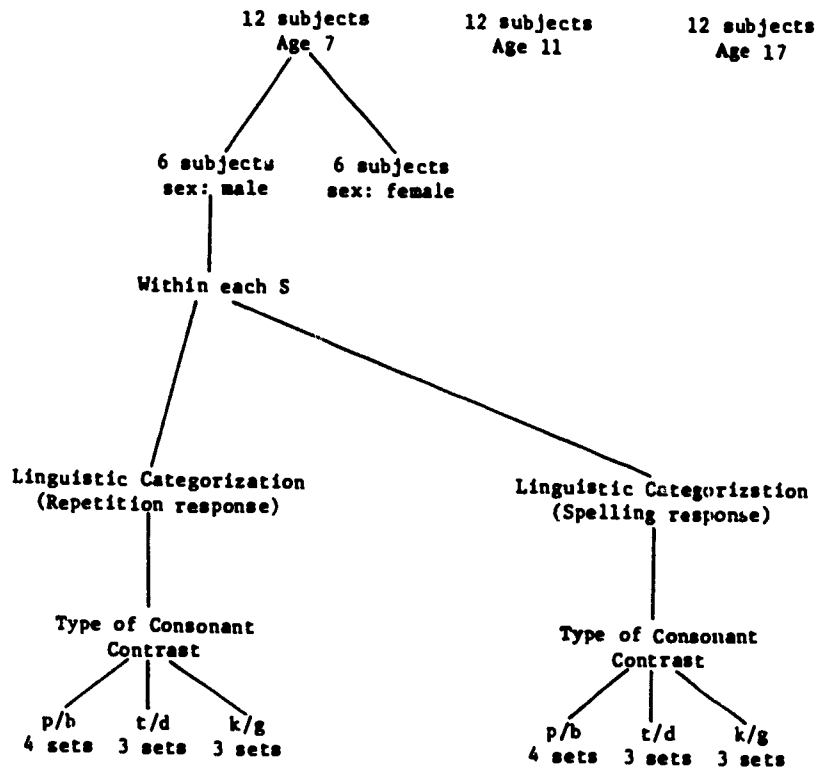 12 subjects
Age 7
12 subjects
Age 11
12 subjects
Age 17
6 subjects
sex: male
6 subjects
sex: female
Within each S
Linguistic Categorization
(Repetition response)
Linguistic Categorization
(Spelling response)
Type of Consonant
Contrast
Type of Consonant
Contrast
p/b
4 sets
t/d
3 sets
k/g
3 sets
p/b
4 sets
t/d
3 sets
k/g
3 sets